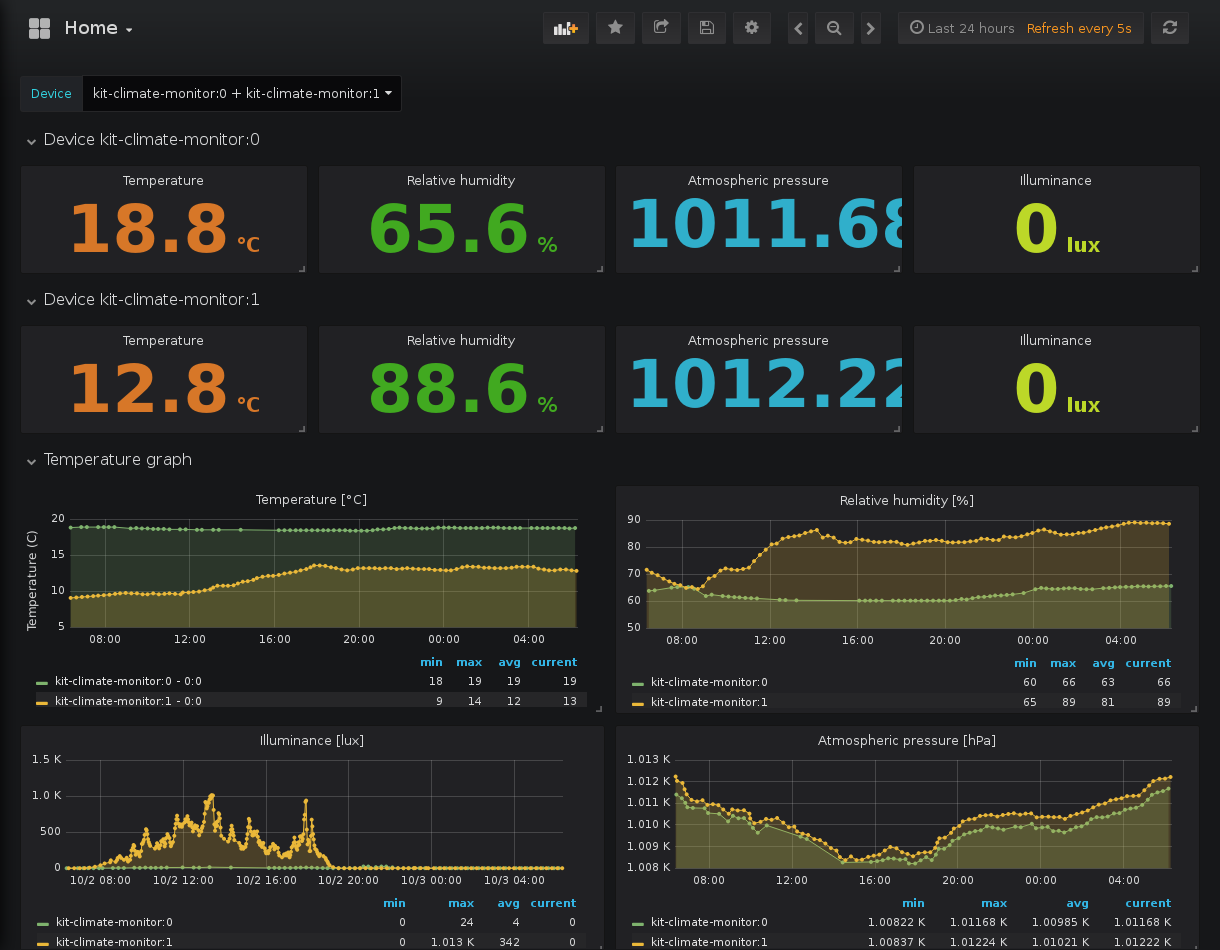 Home
Last 24 hours Refresh every 5s
Device kit-climate-monitor:0 + kit-climate-monitor:1
Device kit-climate-monitor:0
Temperature Relative humidity Atmospheric pressure Illuminance
18.8 °C 65.6 % 1011.68 0 lux
Device kit-climate-monitor:1
Temperature Relative humidity Atmospheric pressure Illuminance
12.8 °C 88.6 % 1012.22 0 lux
Temperature graph
Temperature [°C]
Temperature (C)
20
15
10
5
08:00 12:00 16:00 20:00 00:00 04:00
min max avg current
kit-climate-monitor:0 - 0:0 18 19 19 19
kit-climate-monitor:1 - 0:0 9 14 12 13
Relative humidity [%]
90
80
70
60
50
08:00 12:00 16:00 20:00 00:00 04:00
min max avg current
kit-climate-monitor:0 60 66 63 66
kit-climate-monitor:1 65 89 81 89
Illuminance [lux]
1.5 K
1.0 K
500
0
10/2 08:00 10/2 12:00 10/2 16:00 10/2 20:00 10/3 00:00 10/3 04:00
min max avg current
kit-climate-monitor:0 0 24 4 0
kit-climate-monitor:1 0 1.013 K 342 0
Atmospheric pressure [hPa]
1.013 K
1.012 K
1.011 K
1.010 K
1.009 K
1.008 K
08:00 12:00 16:00 20:00 00:00 04:00
min max avg current
kit-climate-monitor:0 1.00822 K 1.01168 K 1.00985 K 1.01168 K
kit-climate-monitor:1 1.00837 K 1.01224 K 1.01021 K 1.01222 K